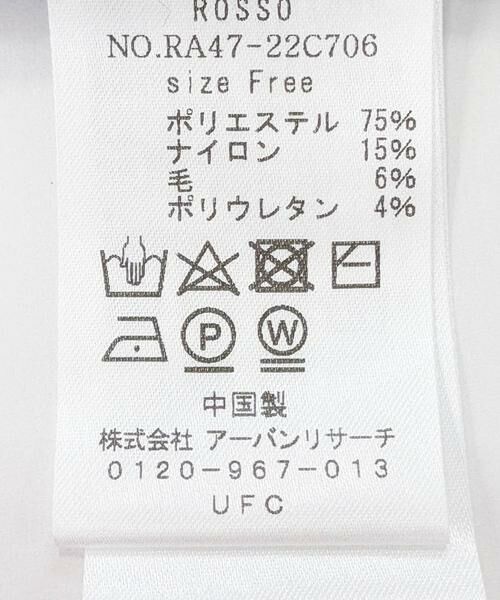 ROSSO
NO.RA47-22C706
size Free
ポリエステル 75%
ナイロン 15%
毛 6%
ポリウレタン 4%
P W
中国製
株式会社 アーバンリサーチ
0120-967-013
UFC